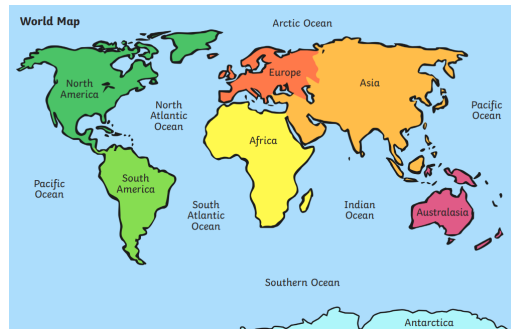 World Map
Arctic Ocean
North
America
Europe
Asia
North
Atlantic
Ocean
Pacific
Ocean
Africa
Pacific
Ocean
South
America
South
Atlantic
Ocean
Indian
Ocean
Australasia
Southern Ocean
Antarctica